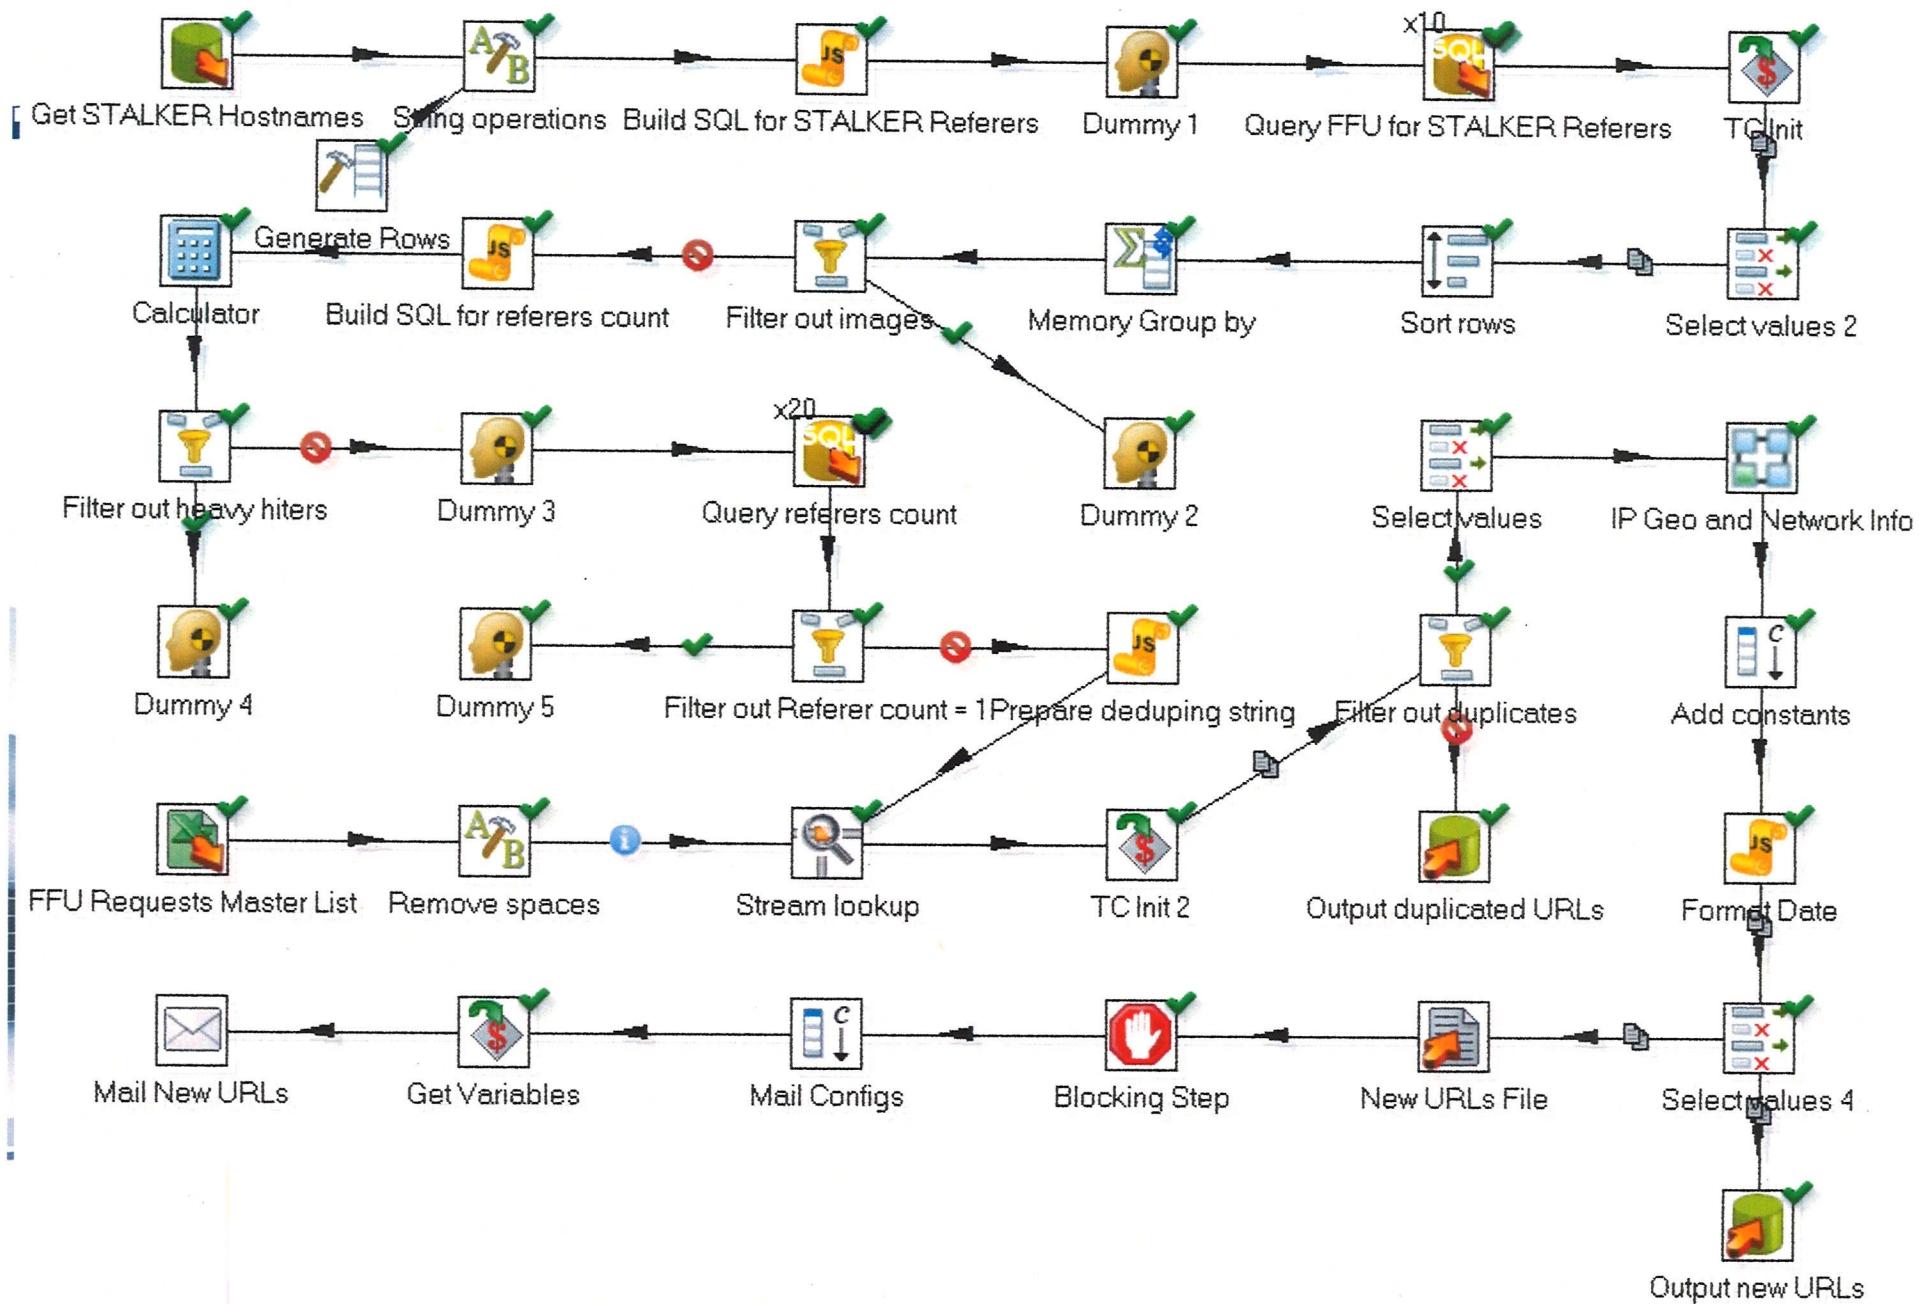 x10
Get STALKER Hostnames
String operations
Build SQL for STALKER Referers
Dummy 1
Query FFU for STALKER Referers
TC Init
Generate Rows
Calculator
Build SQL for referers count
Filter out images
Memory Group by
Sort rows
Select values 2
x20
Filter out heavy hiters
Dummy 3
Query referers count
Dummy 2
Select values
IP Geo and Network Info
Dummy 4
Dummy 5
Filter out Referer count = 1
Prepare deduping string
Filter out duplicates
Add constants
FFU Requests Master List
Remove spaces
Stream lookup
TC Init 2
Output duplicated URLs
Format Date
Mail New URLs
Get Variables
Mail Configs
Blocking Step
New URLs File
Select values 4
Output new URLs